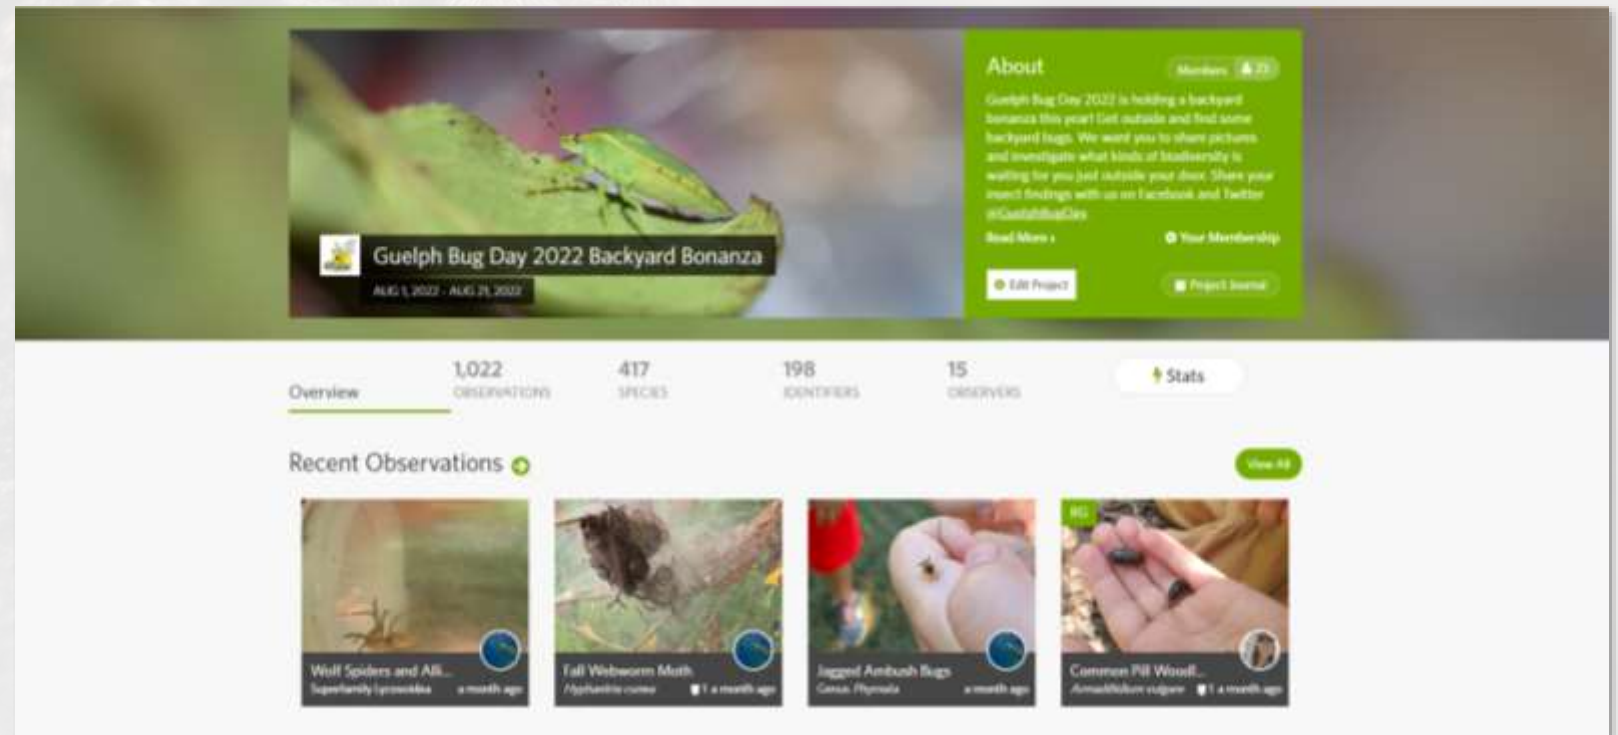 About
Members 23
Guelph Bug Day 2022 is holding a backyard
bonanza this year! Get outside and find some
backyard bugs. We want you to share pictures
and investigate what kinds of biodiversity is
waiting for you just outside your door. Share your
insect findings with us on Facebook and Twitter
@GuelphBugDay
Read More ›
Your Membership
Guelph Bug Day 2022 Backyard Bonanza
AUG 1, 2022 - AUG 21, 2022
Edit Project
Project Journal
Overview
1,022
OBSERVATIONS
417
SPECIES
198
IDENTIFIERS
15
OBSERVERS
Stats
Recent Observations
View All
RG
Wolf Spiders and Alli...
Superfamily Lycosoidea a month ago
Fall Webworm Moth
Hyphantria cunea 1 a month ago
Jagged Ambush Bugs
Genus Phymata a month ago
Common Pill Woodl...
Armadillidium vulgare 1 a month ago